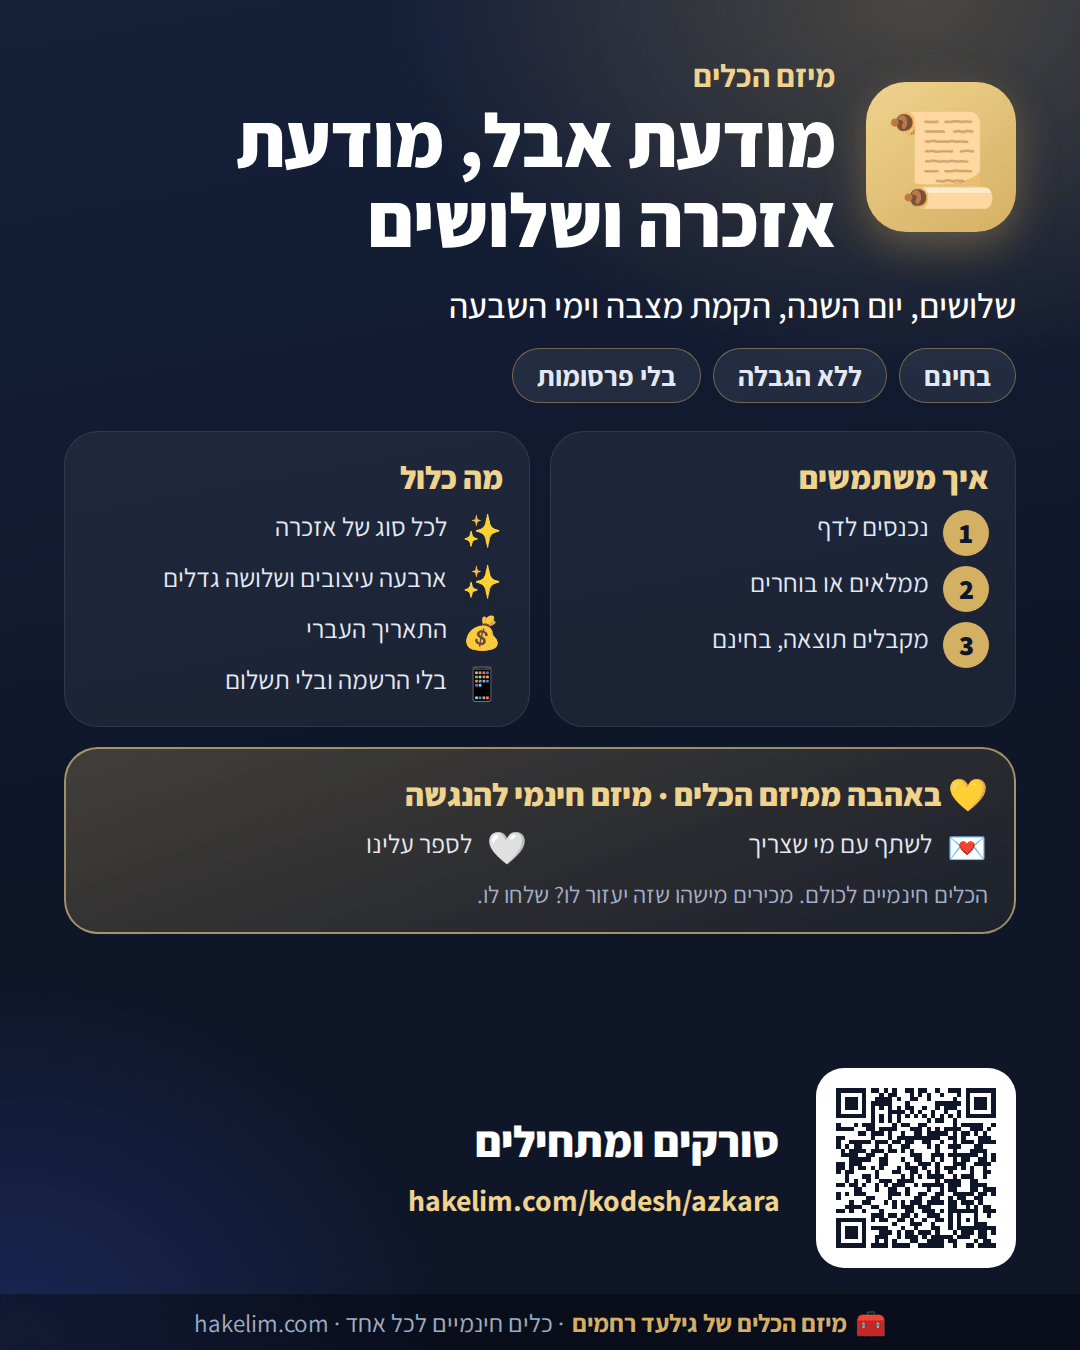 מיזם הכלים
מודעת אבל, מודעת
אזכרה ושלושים
שלושים, יום השנה, הקמת מצבה וימי השבעה
בחינם
ללא הגבלה
בלי פרסומות
איך משתמשים
1 נכנסים לדף
2 ממלאים או בוחרים
3 מקבלים תוצאה, בחינם
מה כלול
לכל סוג של אזכרה
ארבעה עיצובים ושלושה גדלים
התאריך העברי
בלי הרשמה ובלי תשלום
באהבה ממיזם הכלים · מיזם חינמי להנגשה
לשתף עם מי שצריך
לספר עלינו
הכלים חינמיים לכולם. מכירים מישהו שזה יעזור לו? שלחו לו.
סורקים ומתחילים
hakelim.com/kodesh/azkara
מיזם הכלים של גילעד רחמים · כלים חינמיים לכל אחד · hakelim.com